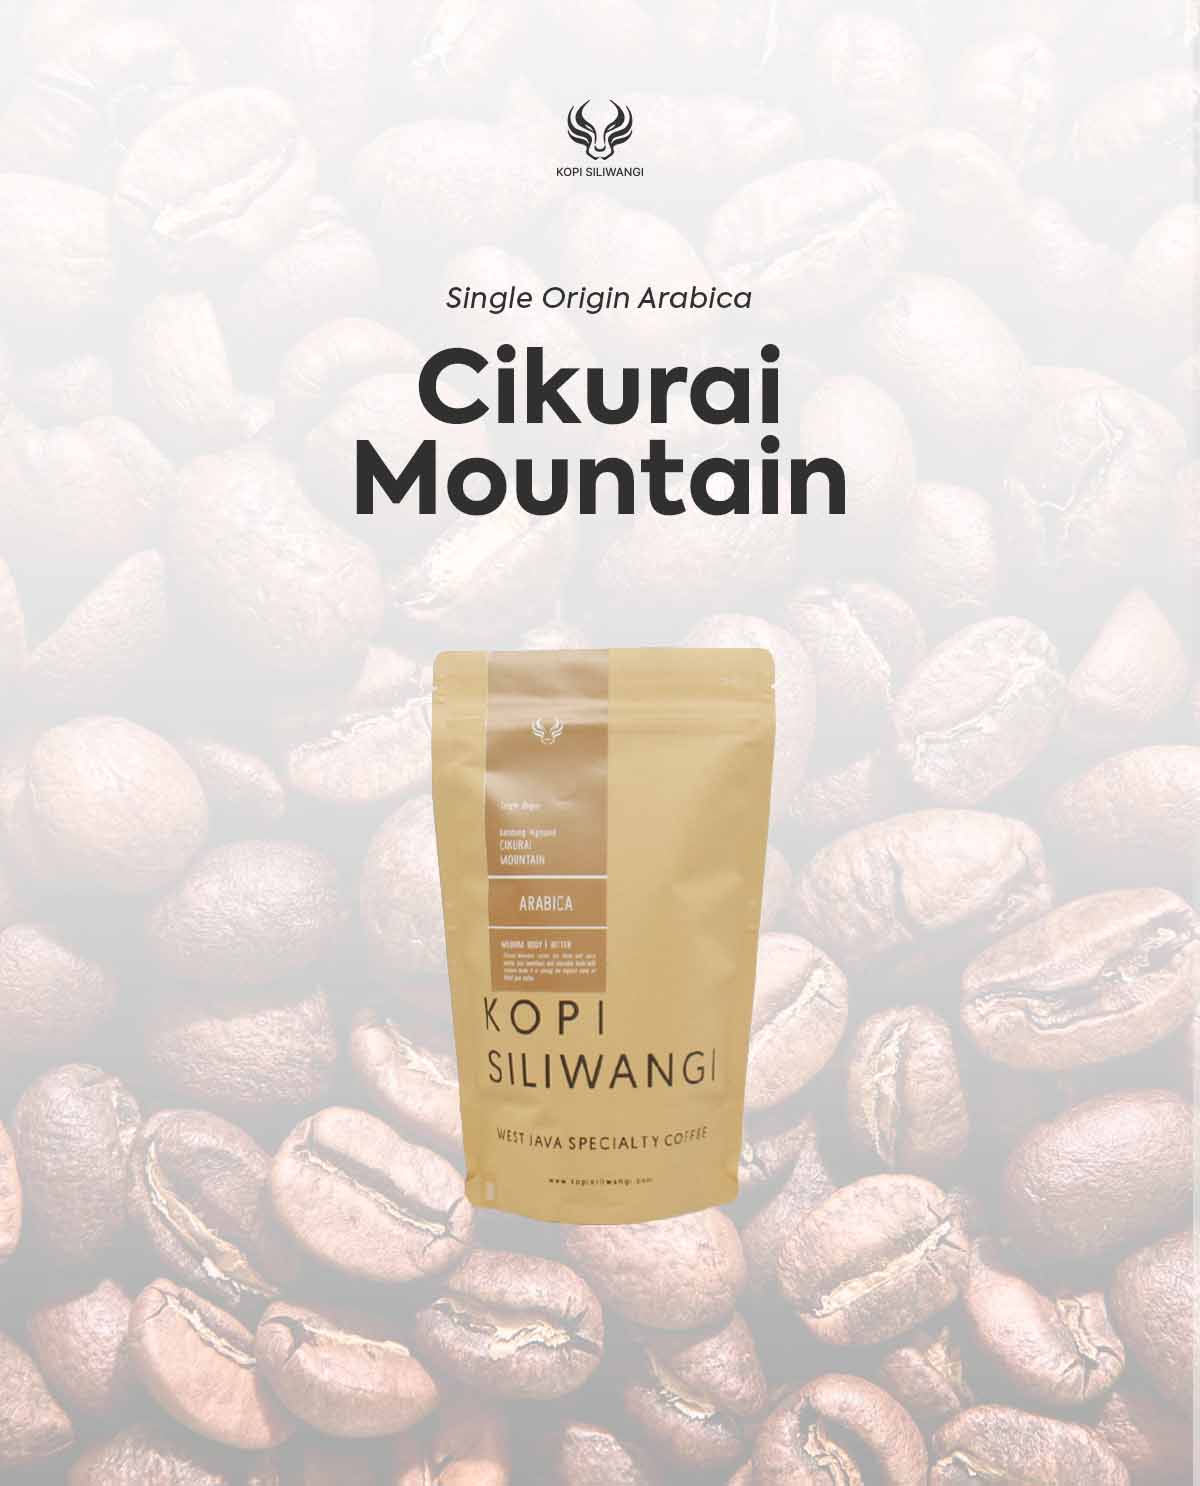 KOPI SILIWANGI
Single Origin Arabica
Cikurai
Mountain
Single Origin
Bandung Highland
CIKURAI
MOUNTAIN
ARABICA
MEDIUM BODY | BITTER
KOPI
SILIWANGI
WEST JAVA SPECIALTY COFFEE
www.kopisiliwangi.com